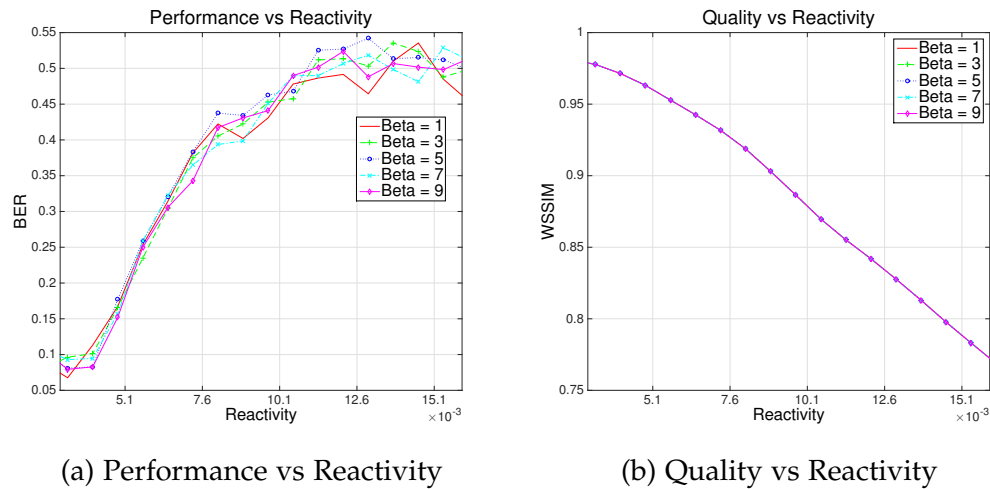 Performance vs Reactivity
0.55
0.5
0.45
0.4
0.35
0.3
0.25
0.2
0.15
0.1
0.05
BER
Beta = 1
Beta = 3
Beta = 5
Beta = 7
Beta = 9
5.1 7.6 10.1 12.6 15.1
Reactivity
× 10⁻³
(a) Performance vs Reactivity
Quality vs Reactivity
1
0.95
0.9
0.85
0.8
0.75
WSSIM
Beta = 1
Beta = 3
Beta = 5
Beta = 7
Beta = 9
5.1 7.6 10.1 12.6 15.1
Reactivity
× 10⁻³
(b) Quality vs Reactivity